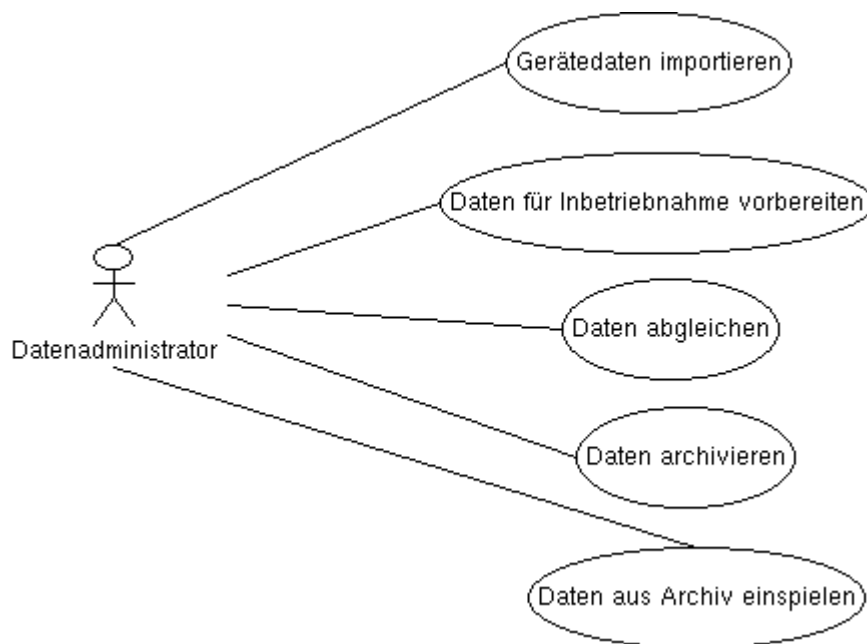 Gerätedaten importieren
Daten für Inbetriebnahme vorbereiten
Daten abgleichen
Datenadministrator
Daten archivieren
Daten aus Archiv einspielen